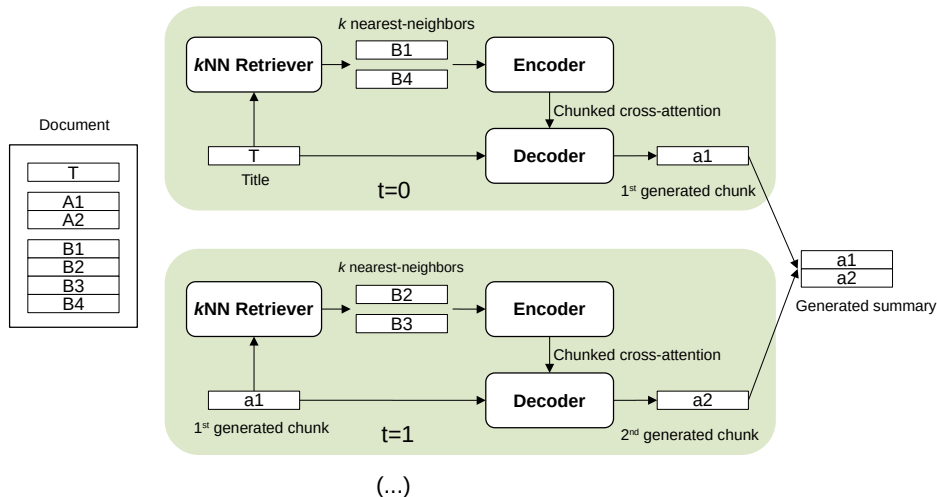 Document
T
A1
A2
B1
B2
B3
B4
k nearest-neighbors
kNN Retriever
B1
B4
Encoder
Chunked cross-attention
T
Title
Decoder
a1
1st generated chunk
t=0
k nearest-neighbors
kNN Retriever
B2
B3
Encoder
Chunked cross-attention
a1
1st generated chunk
Decoder
a2
2nd generated chunk
t=1
a1
a2
Generated summary
(...)